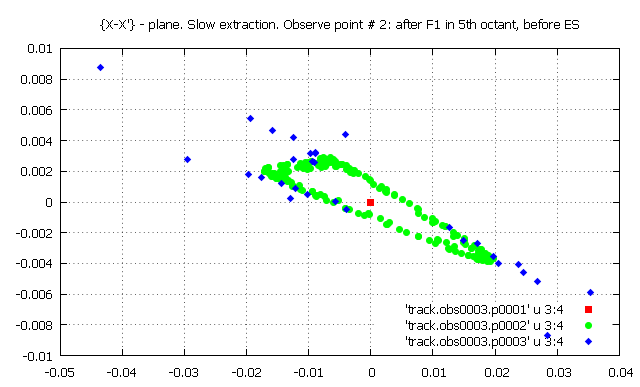 {X-X'} - plane. Slow extraction. Observe point # 2: after F1 in 5th octant, before ES
0.01
0.008
0.006
0.004
0.002
0
-0.002
-0.004
-0.006
-0.008
-0.01
'track.obs0003.p0001' u 3:4
'track.obs0003.p0002' u 3:4
'track.obs0003.p0003' u 3:4
-0.05 -0.04 -0.03 -0.02 -0.01 0 0.01 0.02 0.03 0.04